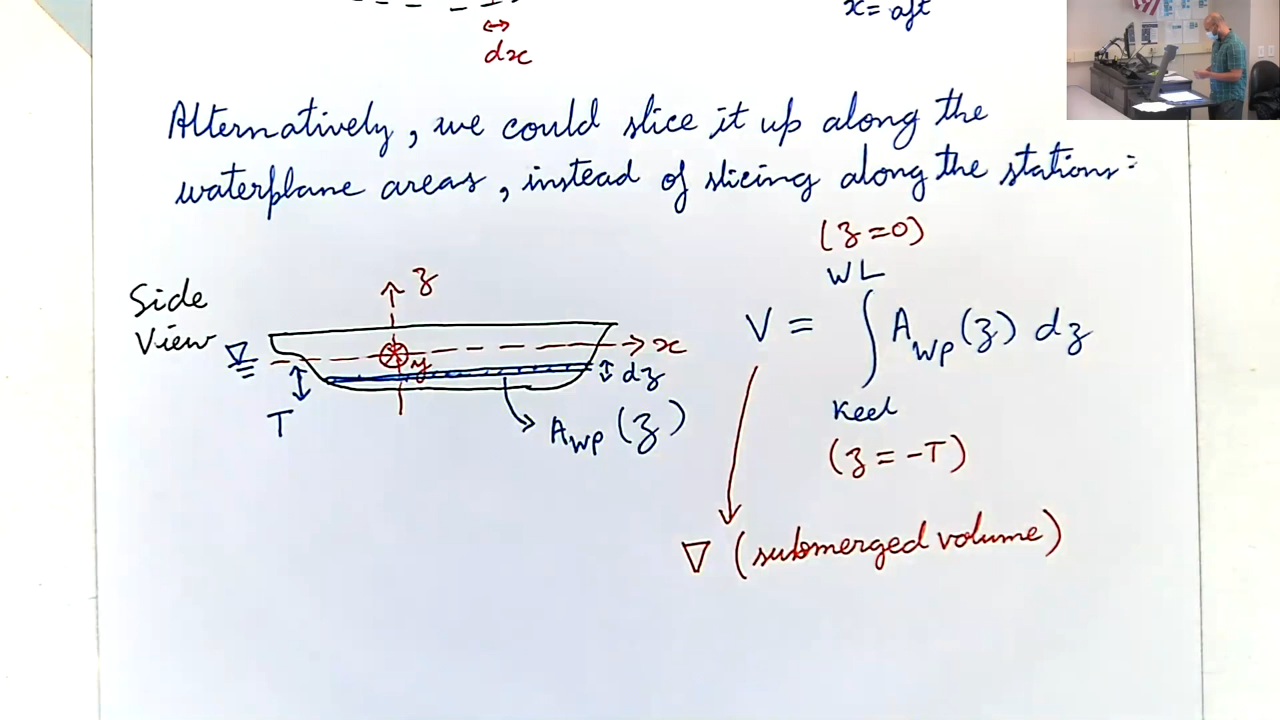 x = aft
dx
Alternatively, we could slice it up along the
waterplane areas, instead of slicing along the stations:
Side
View
z
x
y
dz
T
A_WP(z)
(z=0)
WL
V = ∫ A_WP(z) dz
Keel
(z = -T)
∇ (submerged volume)